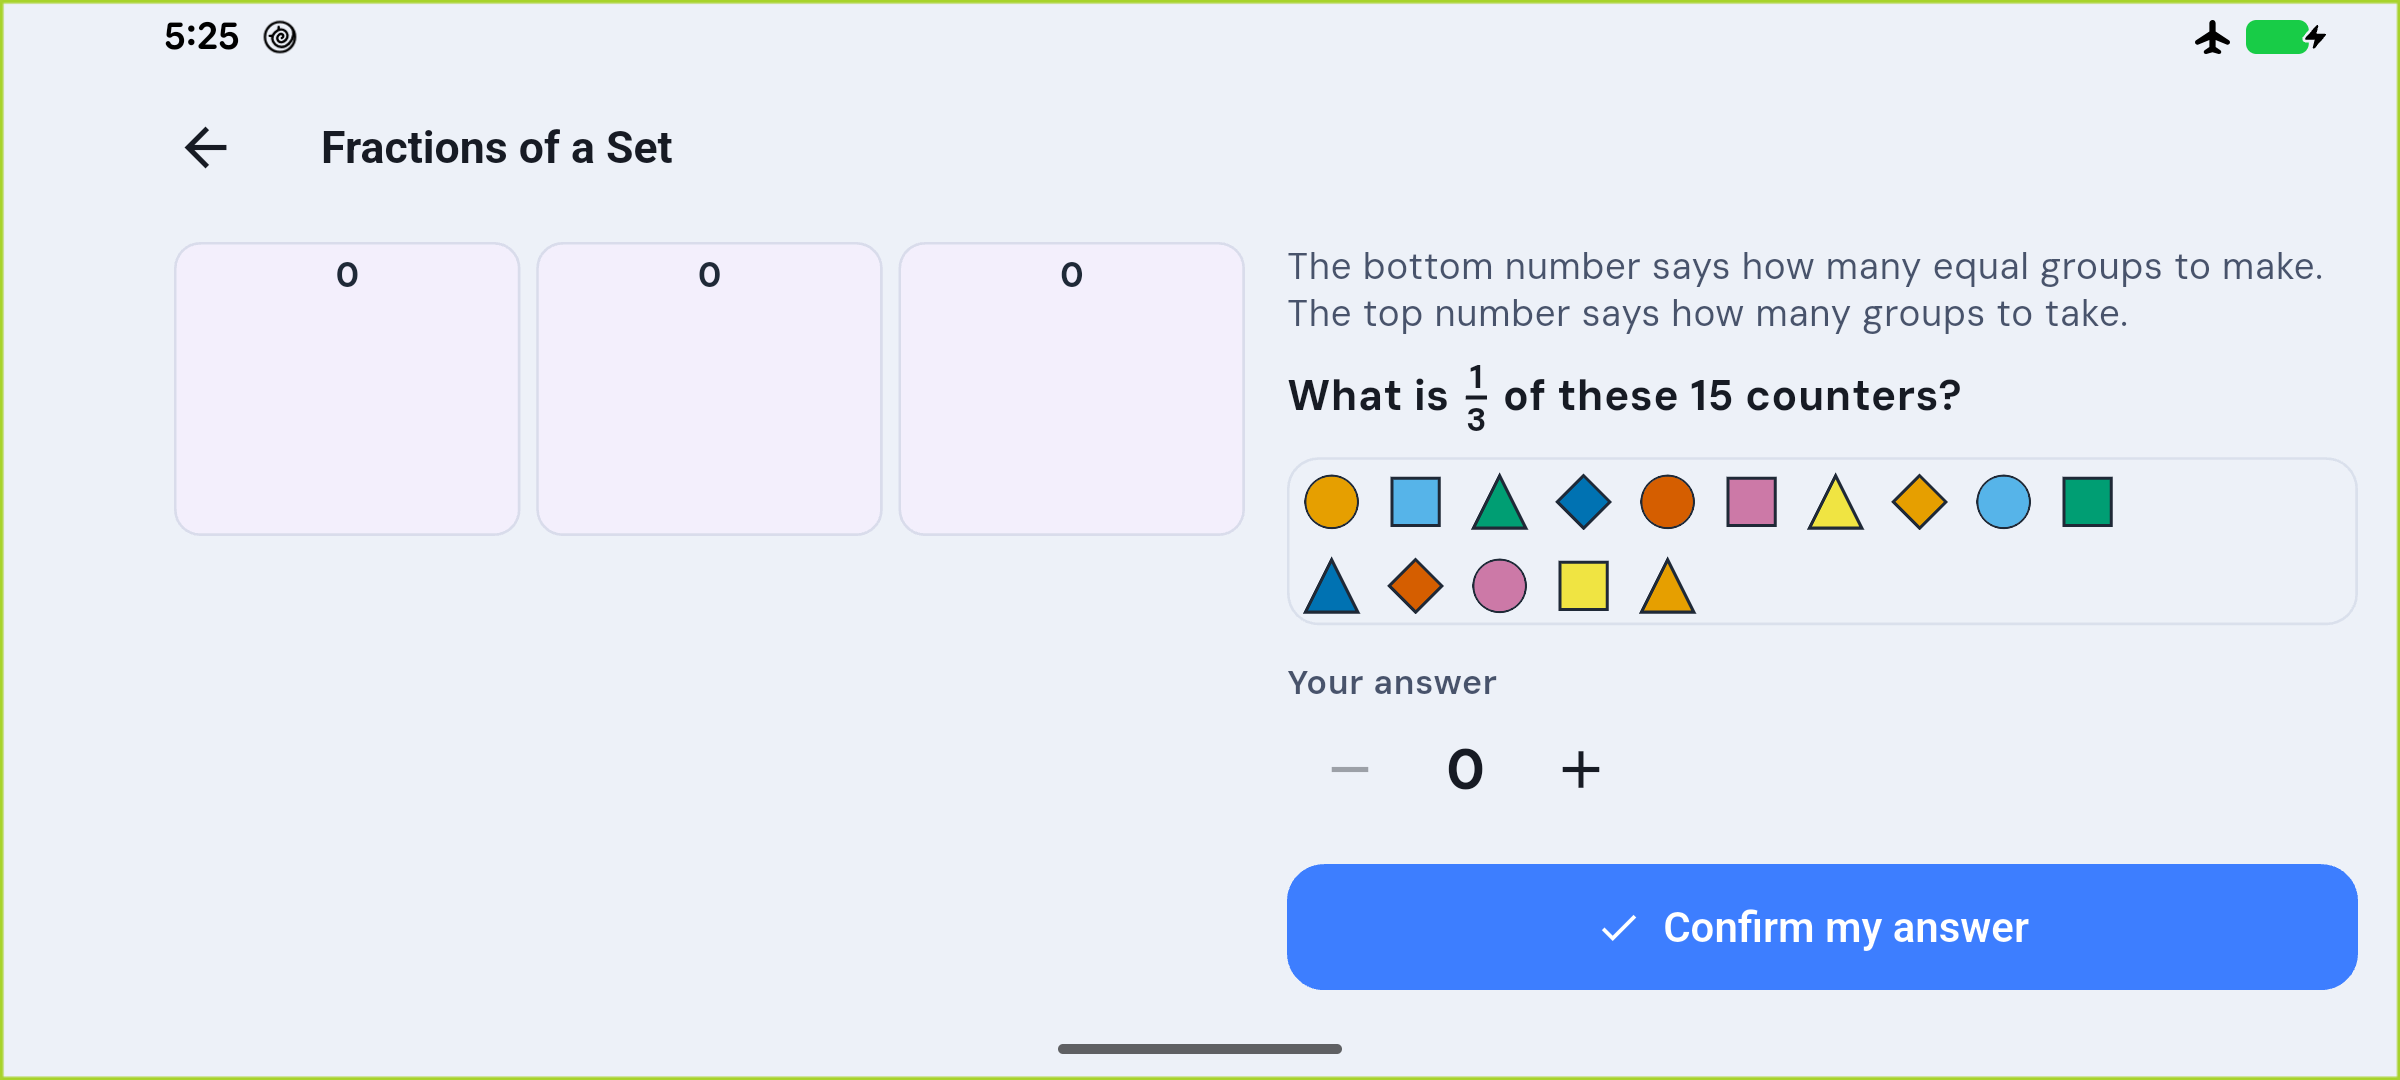 5:25
Fractions of a Set
0
0
0
The bottom number says how many equal groups to make.
The top number says how many groups to take.
What is 1/3 of these 15 counters?
Your answer
0
Confirm my answer